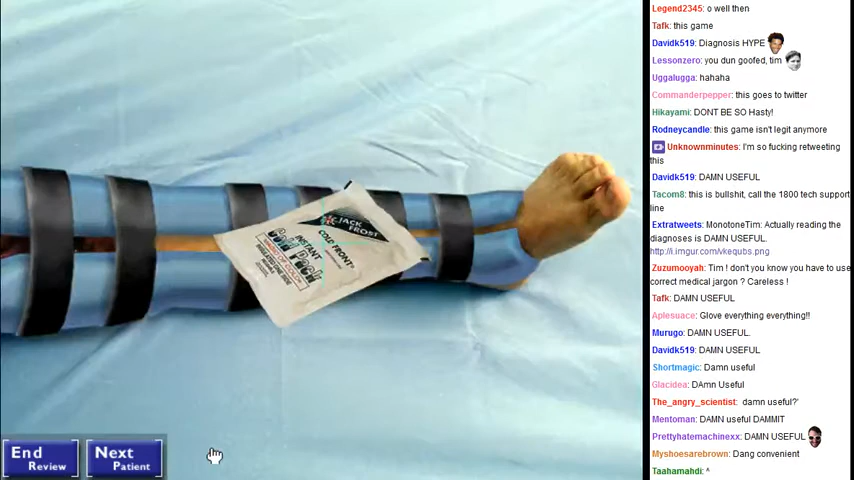 JACK
FROST
COLD FRONT®
INSTANT
Cold Pack
INSULATED ONE SIDE
End
Review
Next
Patient
Legend2345: o well then
Tafk: this game
Davidk519: Diagnosis HYPE
Lessonzero: you dun goofed, tim
Uggalugga: hahaha
Commanderpepper: this goes to twitter
Hikayami: DONT BE SO Hasty!
Rodneycandle: this game isn't legit anymore
Unknownminutes: I'm so fucking retweeting
this
Davidk519: DAMN USEFUL
Tacom8: this is bullshit, call the 1800 tech support
line
Extratweets: MonotoneTim: Actually reading the
diagnoses is DAMN USEFUL.
http://i.imgur.com/vkequbs.png
Zuzumooyah: Tim ! don't you know you have to use
correct medical jargon ? Careless !
Tafk: DAMN USEFUL
Aplesuace: Glove everything everything!!
Murugo: DAMN USEFUL.
Davidk519: DAMN USEFUL
Shortmagic: Damn useful
Glacidea: DAmn Useful
The_angry_scientist: damn useful?'
Mentoman: DAMN useful DAMMIT
Prettyhatemachinexx: DAMN USEFUL
Myshoesarebrown: Dang convenient
Taahamahdi: ^